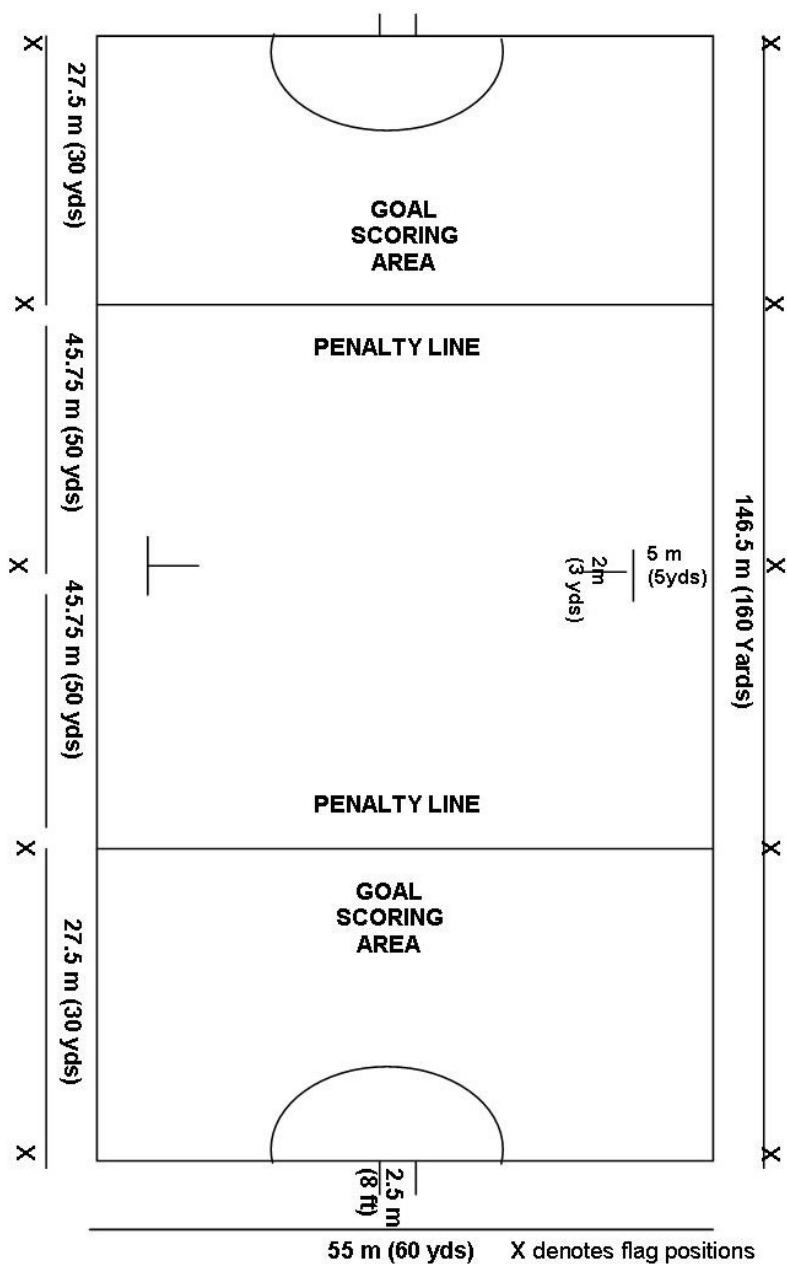 X
X
27.5 m (30 yds)
GOAL
SCORING
AREA
X
X
PENALTY LINE
45.75 m (50 yds)
146.5 m (160 Yards)
X
X
2m
(3 yds)
5 m
(5yds)
45.75 m (50 yds)
PENALTY LINE
X
X
GOAL
SCORING
AREA
27.5 m (30 yds)
X
X
2.5 m
(8 ft)
55 m (60 yds)
X denotes flag positions